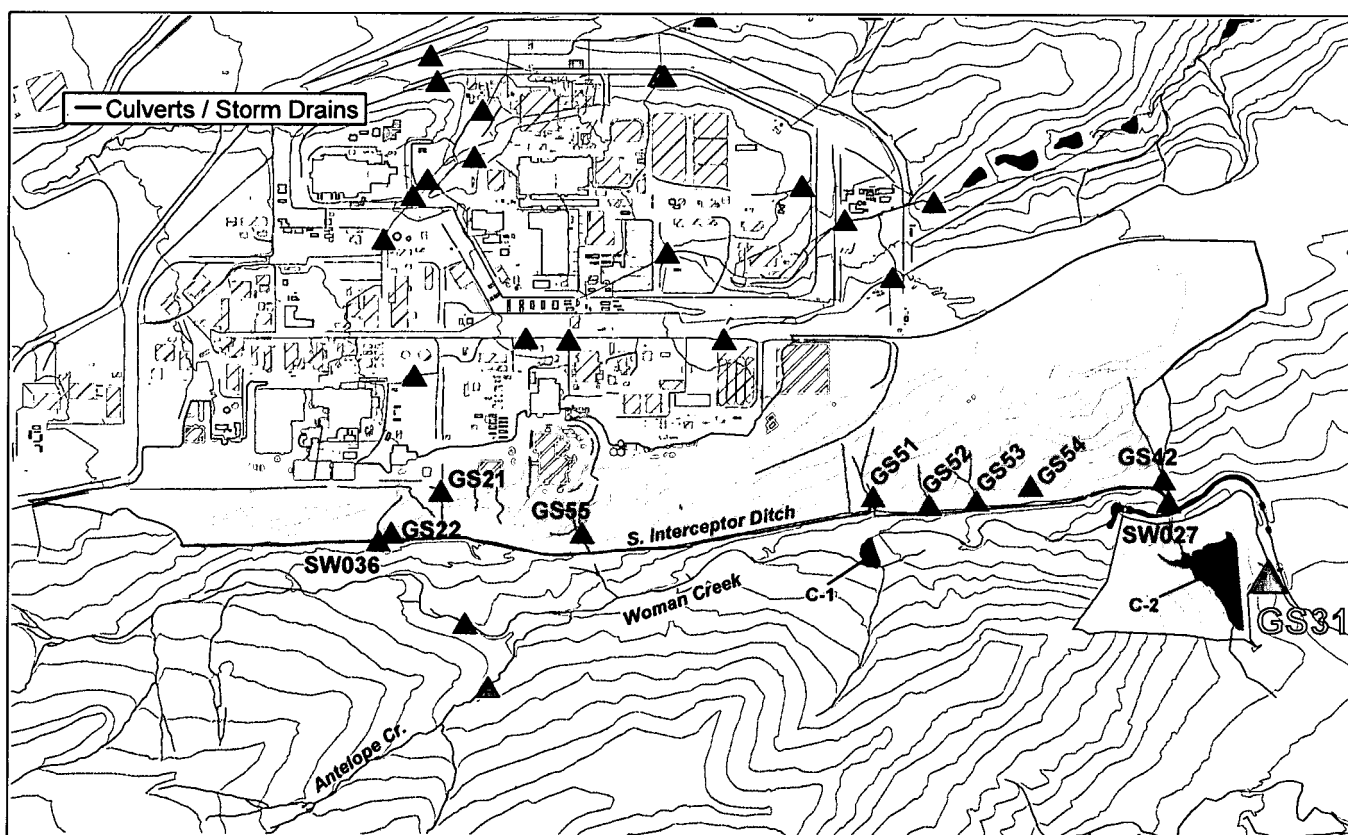 Culverts / Storm Drains
GS51
GS52
GS53
GS54
GS42
GS21
GS55
GS22
S. Interceptor Ditch
SW036
SW027
Woman Creek
C-1
C-2
GS31
Antelope Cr.